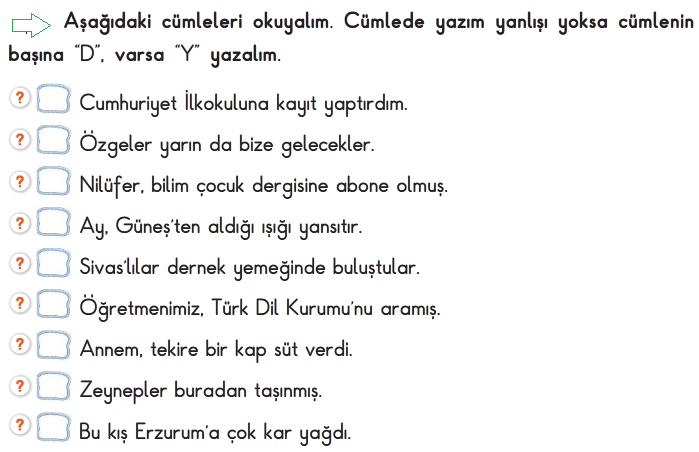 Aşağıdaki cümleleri okuyalım. Cümlede yazım yanlışı yoksa cümlenin
başına “D”, varsa “Y” yazalım.
? Cumhuriyet İlkokuluna kayıt yaptırdım.
? Özgeler yarın da bize gelecekler.
? Nilüfer, bilim çocuk dergisine abone olmuş.
? Ay, Güneş'ten aldığı ışığı yansıtır.
? Sivas'lılar dernek yemeğinde buluştular.
? Öğretmenimiz, Türk Dil Kurumu'nu aramış.
? Annem, tekire bir kap süt verdi.
? Zeynepler buradan taşınmış.
? Bu kış Erzurum'a çok kar yağdı.